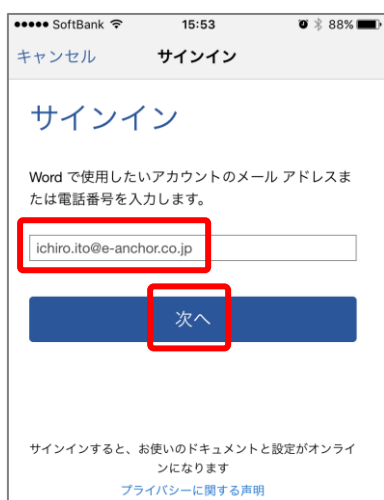 ●●●●● SoftBank 15:53 88%
キャンセル サインイン
サインイン
Word で使用したいアカウントのメール アドレスま
たは電話番号を入力します。
ichiro.ito@e-anchor.co.jp
次へ
サインインすると、お使いのドキュメントと設定がオンライ
ンになります
プライバシーに関する声明